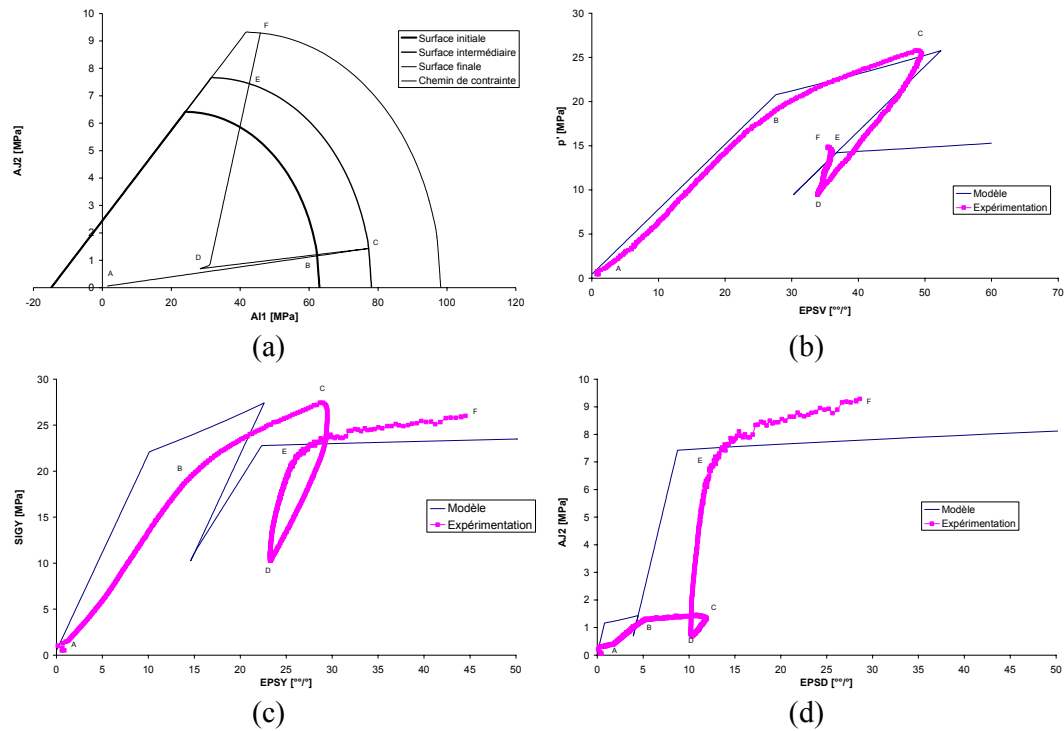 10
9
8
7
6
5
4
3
2
1
0
-20
0
20
40
60
80
100
120
AJ2 [MPa]
AI1 [MPa]
A
B
C
D
E
F
Surface initiale
Surface intermédiaire
Surface finale
Chemin de contrainte
(a)
30
25
20
15
10
5
0
0
10
20
30
40
50
60
70
p' [MPa]
EPSV [°°/°]
A
B
C
D
E
F
Modèle
Expérimentation
(b)
30
25
20
15
10
5
0
0
10
20
30
40
50
SIGY [MPa]
EPSY [°°/°]
A
B
C
D
E
F
Modèle
Expérimentation
(c)
10
9
8
7
6
5
4
3
2
1
0
0
5
10
15
20
25
30
35
40
45
50
AJ2 [MPa]
EPSD [°°/°]
A
B
C
D
E
F
Modèle
Expérimentation
(d)